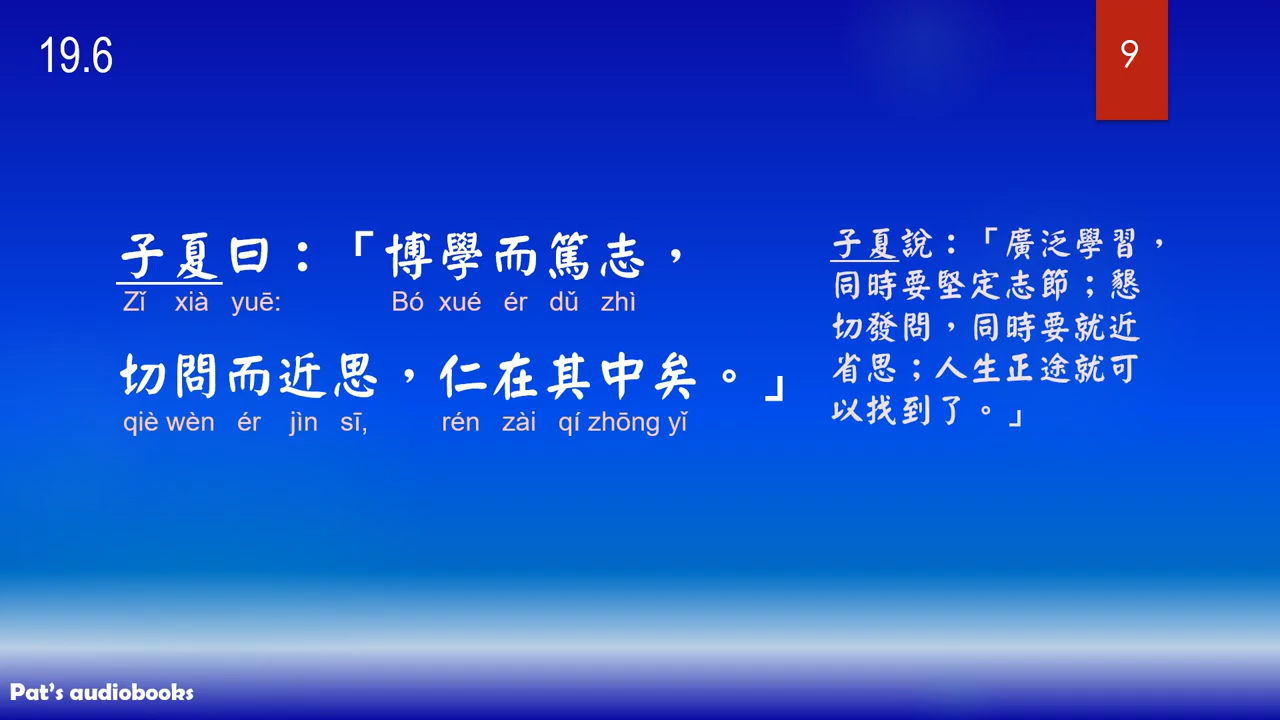 19.6
9
子夏曰：「博學而篤志，
Zǐ xià yuē: Bó xué ér dǔ zhì
切問而近思，仁在其中矣。」
qiè wèn ér jìn sī, rén zài qí zhōng yǐ
子夏說：「廣泛學習，
同時要堅定志節；懇
切發問，同時要就近
省思；人生正途就可
以找到了。」
Pat's audiobooks